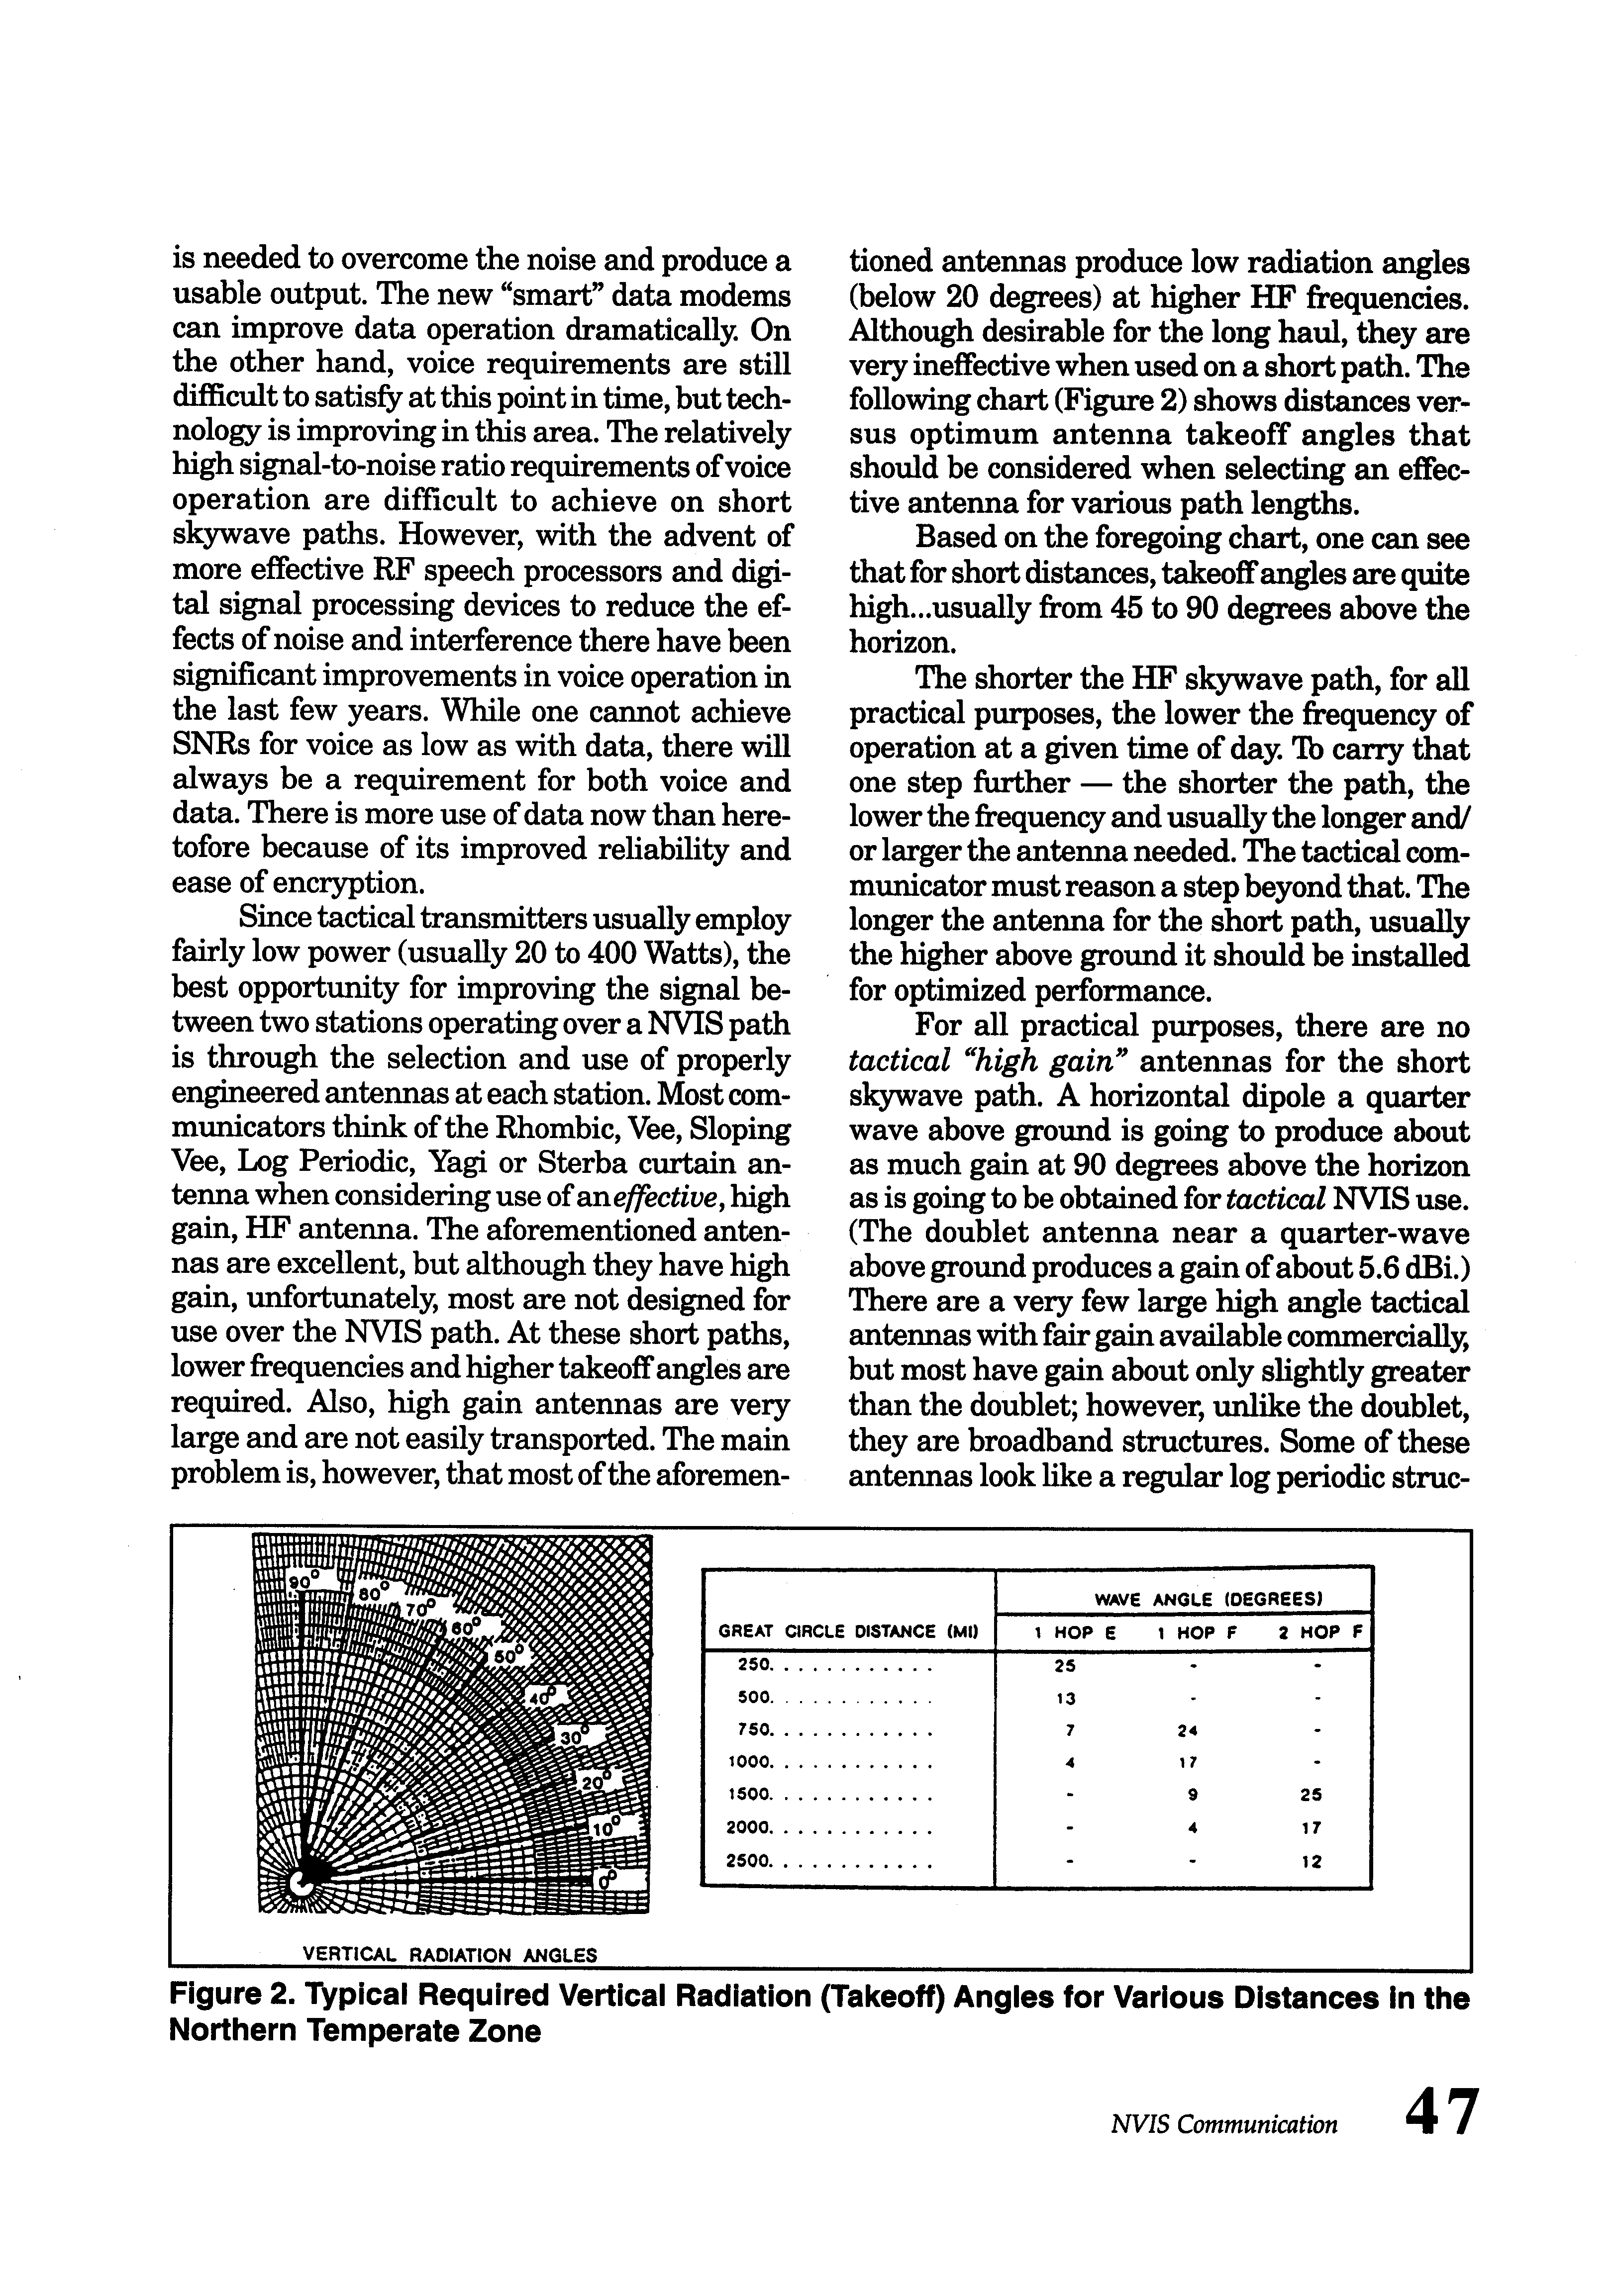 is needed to overcome the noise and produce a
usable output. The new “smart” data modems
can improve data operation dramatically. On
the other hand, voice requirements are still
difficult to satisfy at this point in time, but tech-
nology is improving in this area. The relatively
high signal-to-noise ratio requirements of voice
operation are difficult to achieve on short
skywave paths. However, with the advent of
more effective RF speech processors and digi-
tal signal processing devices to reduce the ef-
fects of noise and interference there have been
significant improvements in voice operation in
the last few years. While one cannot achieve
SNRs for voice as low as with data, there will
always be a requirement for both voice and
data. There is more use of data now than here-
tofore because of its improved reliability and
ease of encryption.
Since tactical transmitters usually employ
fairly low power (usually 20 to 400 Watts), the
best opportunity for improving the signal be-
tween two stations operating over a NVIS path
is through the selection and use of properly
engineered antennas at each station. Most com-
municators think of the Rhombic, Vee, Sloping
Vee, Log Periodic, Yagi or Sterba curtain an-
tenna when considering use of an effective, high
gain, HF antenna. The aforementioned anten-
nas are excellent, but although they have high
gain, unfortunately, most are not designed for
use over the NVIS path. At these short paths,
lower frequencies and higher takeoff angles are
required. Also, high gain antennas are very
large and are not easily transported. The main
problem is, however, that most of the aforemen-
tioned antennas produce low radiation angles
(below 20 degrees) at higher HF frequencies.
Although desirable for the long haul, they are
very ineffective when used on a short path. The
following chart (Figure 2) shows distances ver-
sus optimum antenna takeoff angles that
should be considered when selecting an effec-
tive antenna for various path lengths.
Based on the foregoing chart, one can see
that for short distances, takeoff angles are quite
high...usually from 45 to 90 degrees above the
horizon.
The shorter the HF skywave path, for all
practical purposes, the lower the frequency of
operation at a given time of day. To carry that
one step further — the shorter the path, the
lower the frequency and usually the longer and/
or larger the antenna needed. The tactical com-
municator must reason a step beyond that. The
longer the antenna for the short path, usually
the higher above ground it should be installed
for optimized performance.
For all practical purposes, there are no
tactical “high gain” antennas for the short
skywave path. A horizontal dipole a quarter
wave above ground is going to produce about
as much gain at 90 degrees above the horizon
as is going to be obtained for tactical NVIS use.
(The doublet antenna near a quarter-wave
above ground produces a gain of about 5.6 dBi.)
There are a very few large high angle tactical
antennas with fair gain available commercially,
but most have gain about only slightly greater
than the doublet; however, unlike the doublet,
they are broadband structures. Some of these
antennas look like a regular log periodic struc-
90°
80°
70°
60°
50°
40°
30°
20°
10°
0°
VERTICAL RADIATION ANGLES
WAVE ANGLE (DEGREES)
GREAT CIRCLE DISTANCE (MI) 1 HOP E 1 HOP F 2 HOP F
250. . . . . . . . . . . . 25 - -
500. . . . . . . . . . . . 13 - -
750. . . . . . . . . . . . 7 24 -
1000. . . . . . . . . . . . 4 17 -
1500. . . . . . . . . . . . - 9 25
2000. . . . . . . . . . . . - 4 17
2500. . . . . . . . . . . . - - 12
Figure 2. Typical Required Vertical Radiation (Takeoff) Angles for Various Distances in the
Northern Temperate Zone
NVIS Communication 47